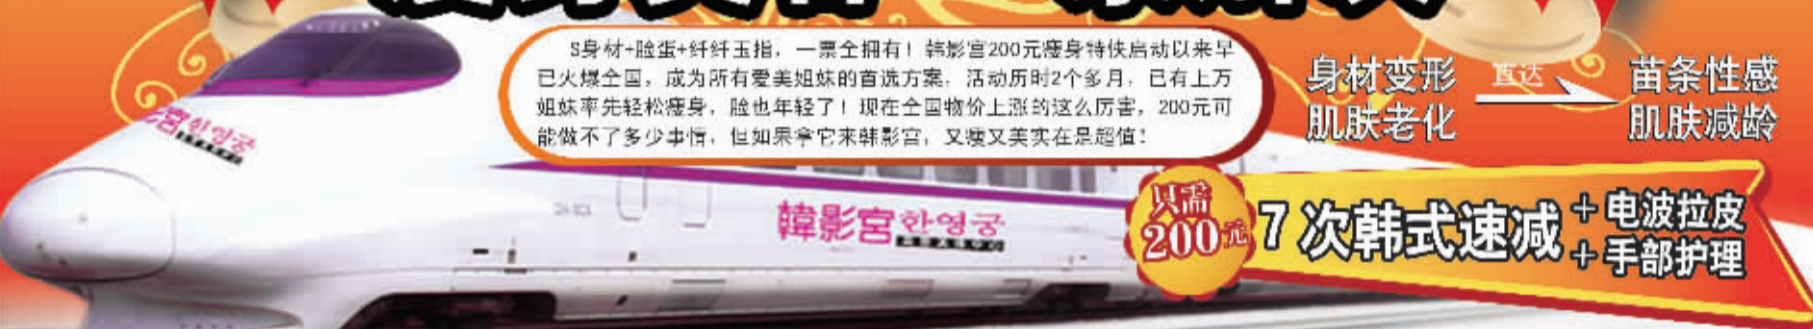 S身材+脸蛋+纤纤玉指，一票全拥有！韩影宫200元瘦身特快启动以来早
已火爆全国，成为所有爱美姐妹的首选方案。活动历时2个多月，已有上万
姐妹率先轻松瘦身，脸也年轻了！现在全国物价上涨的这么厉害，200元可
能做不了多少事情，但如果拿它来韩影宫，又瘦又美实在是超值！
身材变形
肌肤老化
直达
苗条性感
肌肤减龄
宫 한영궁
韓影宮 한영궁
只需
200元
7次韩式速减
+电波拉皮
+手部护理